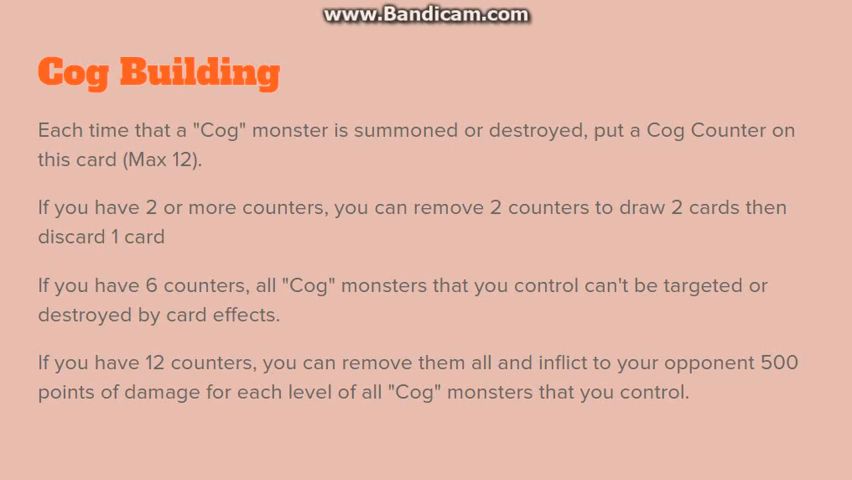 www.Bandicam.com
Cog Building
Each time that a "Cog" monster is summoned or destroyed, put a Cog Counter on
this card (Max 12).
If you have 2 or more counters, you can remove 2 counters to draw 2 cards then
discard 1 card
If you have 6 counters, all "Cog" monsters that you control can't be targeted or
destroyed by card effects.
If you have 12 counters, you can remove them all and inflict to your opponent 500
points of damage for each level of all "Cog" monsters that you control.